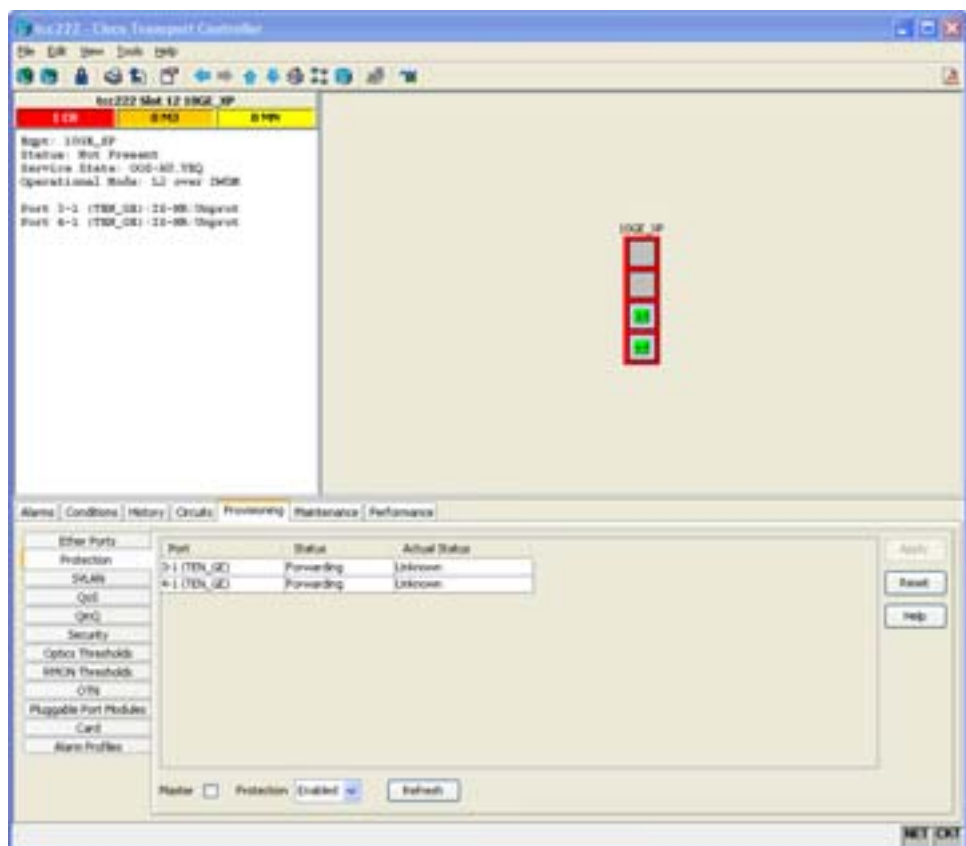 tcc222 - Cisco Transport Controller
File Edit View Tools Help
tcc222 Slot 12 10GE_XP
1 CR 0 MJ 0 MN
Eqpt: 10GE_XP
Status: Not Present
Service State: OOS-AU,UEQ
Operational Mode: L2 over DWDM
Port 3-1 (TEN_GE):IS-NR:Unprot
Port 4-1 (TEN_GE):IS-NR:Unprot
10GE_XP
Alarms Conditions History Circuits Provisioning Maintenance Performance
Ether Ports
Protection
SVLAN
QoS
QinQ
Security
Optics Thresholds
RMON Thresholds
OTN
Pluggable Port Modules
Card
Alarm Profiles
Port Status Actual Status
3-1 (TEN_GE) Forwarding Unknown
4-1 (TEN_GE) Forwarding Unknown
Apply
Reset
Help
Master Protection Enabled Refresh
NET CKT